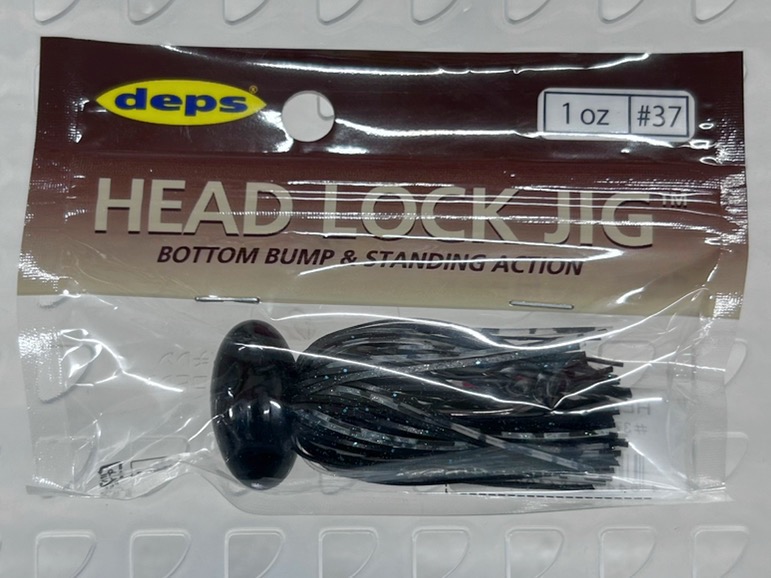 deps®
1 oz #37
HEAD LOCK JIG™
BOTTOM BUMP & STANDING ACTION